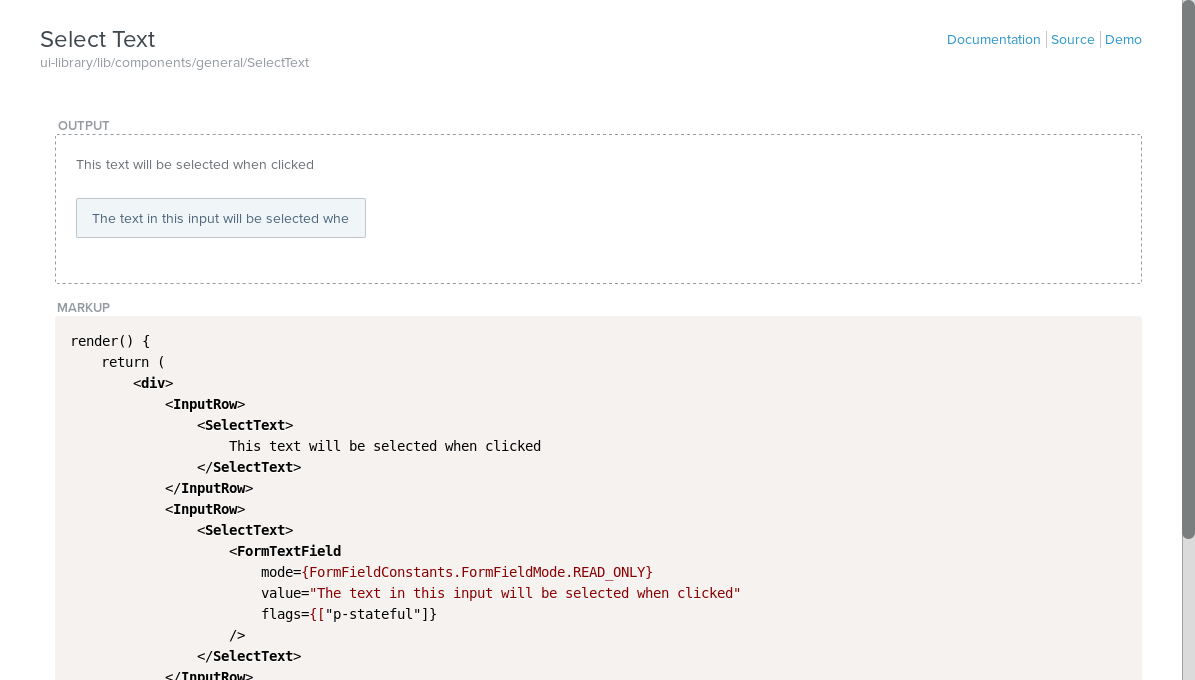 Select Text
ui-library/lib/components/general/SelectText
Documentation Source Demo
OUTPUT
This text will be selected when clicked
The text in this input will be selected whe
MARKUP
render() {
    return (
        <div>
            <InputRow>
                <SelectText>
                    This text will be selected when clicked
                </SelectText>
            </InputRow>
            <InputRow>
                <SelectText>
                    <FormTextField
                        mode={FormFieldConstants.FormFieldMode.READ_ONLY}
                        value="The text in this input will be selected when clicked"
                        flags={["p-stateful"]}
                    />
                </SelectText>
            </InputRow>